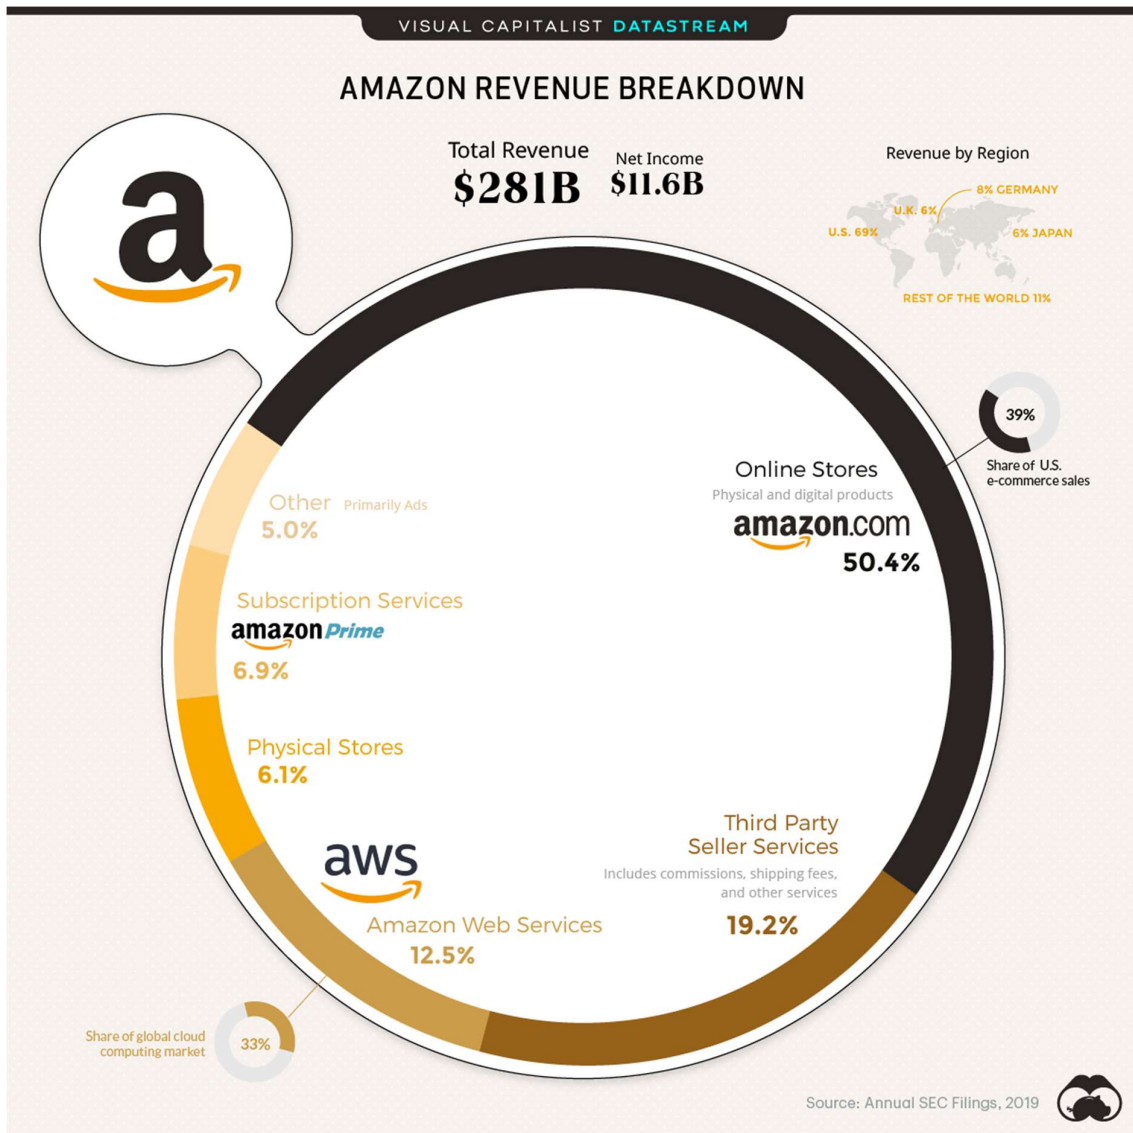 VISUAL CAPITALIST DATASTREAM
AMAZON REVENUE BREAKDOWN
Total Revenue
$281B
Net Income
$11.6B
Revenue by Region
8% GERMANY
U.K. 6%
U.S. 69%
6% JAPAN
REST OF THE WORLD 11%
a
39%
Share of U.S.
e-commerce sales
Online Stores
Physical and digital products
amazon.com
50.4%
Other Primarily Ads
5.0%
Subscription Services
amazon Prime
6.9%
Physical Stores
6.1%
aws
Amazon Web Services
12.5%
Third Party
Seller Services
Includes commissions, shipping fees,
and other services
19.2%
Share of global cloud
computing market
33%
Source: Annual SEC Filings, 2019